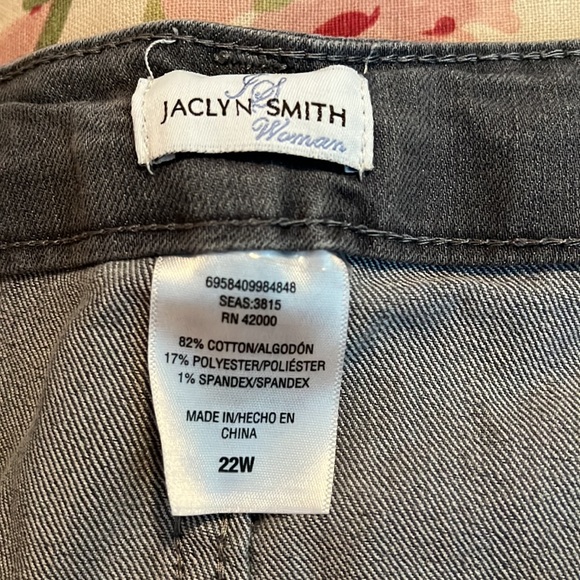 JS
JACLYN SMITH
Woman
6958409984848
SEAS:3815
RN 42000
82% COTTON/ALGODÓN
17% POLYESTER/POLIÉSTER
1% SPANDEX/SPANDEX
MADE IN/HECHO EN
CHINA
22W